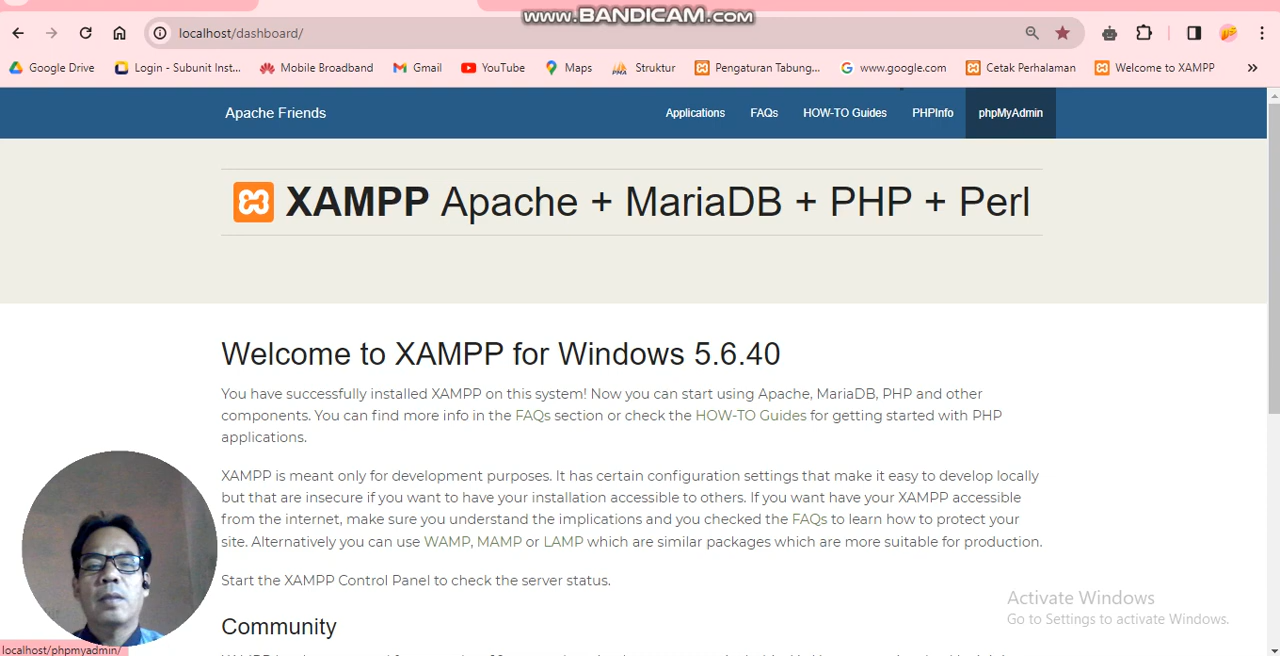 www.BANDICAM.com
localhost/dashboard/
Google Drive
Login - Subunit Inst...
Mobile Broadband
Gmail
YouTube
Maps
Struktur
Pengaturan Tabung...
www.google.com
Cetak Perhalaman
Welcome to XAMPP
Apache Friends
Applications
FAQs
HOW-TO Guides
PHPInfo
phpMyAdmin
XAMPP Apache + MariaDB + PHP + Perl
Welcome to XAMPP for Windows 5.6.40
You have successfully installed XAMPP on this system! Now you can start using Apache, MariaDB, PHP and other
components. You can find more info in the FAQs section or check the HOW-TO Guides for getting started with PHP
applications.
XAMPP is meant only for development purposes. It has certain configuration settings that make it easy to develop locally
but that are insecure if you want to have your installation accessible to others. If you want have your XAMPP accessible
from the internet, make sure you understand the implications and you checked the FAQs to learn how to protect your
site. Alternatively you can use WAMP, MAMP or LAMP which are similar packages which are more suitable for production.
Start the XAMPP Control Panel to check the server status.
Activate Windows
Go to Settings to activate Windows.
Community
localhost/phpmyadmin/